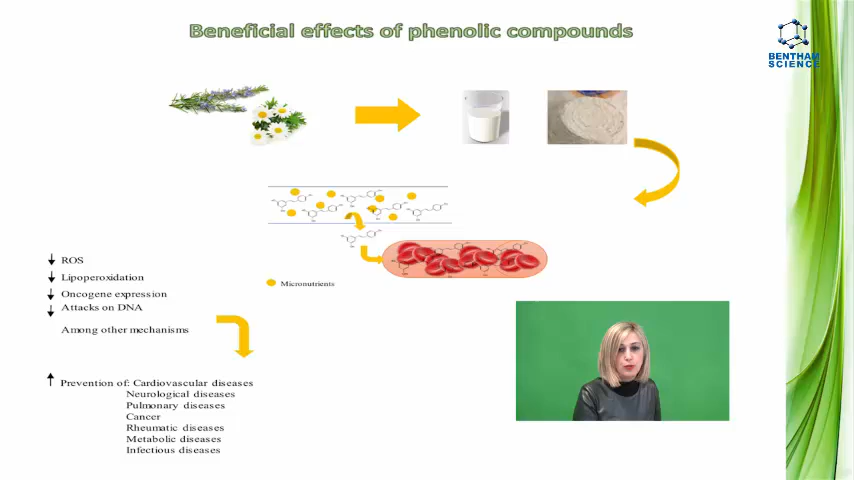 Beneficial effects of phenolic compounds
BENTHAM
SCIENCE
Micronutrients
ROS
Lipoperoxidation
Oncogene expression
Attacks on DNA
Among other mechanisms
Prevention of: Cardiovascular diseases
Neurological diseases
Pulmonary diseases
Cancer
Rheumatic diseases
Metabolic diseases
Infectious diseases